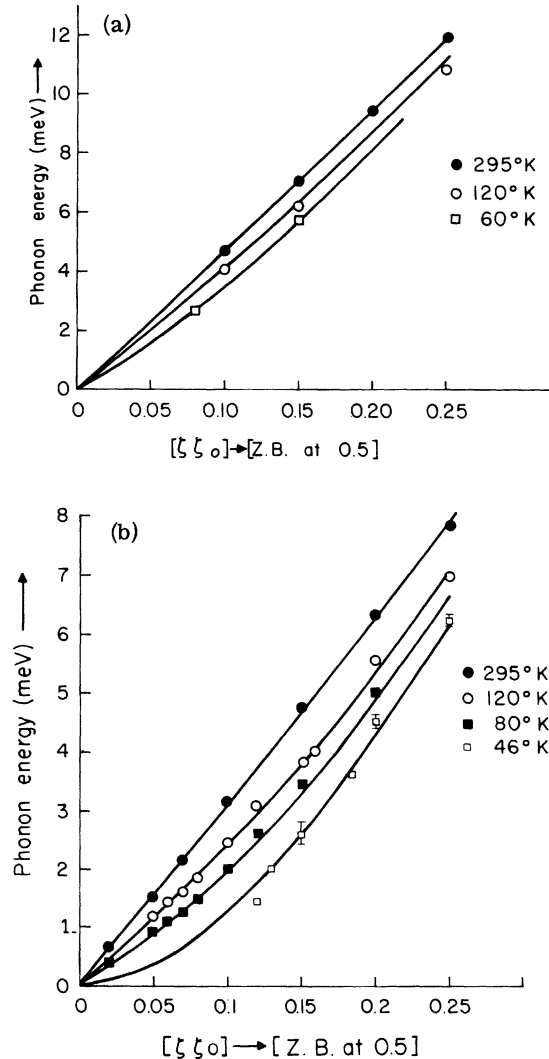 (a)
Phonon energy (meV) →
12
10
8
6
4
2
0
● 295°K
○ 120°K
□ 60°K
0 0.05 0.10 0.15 0.20 0.25
[ζ ζ o]→[Z.B. at 0.5]
(b)
Phonon energy (meV) →
8
7
6
5
4
3
2
1
0
● 295°K
○ 120°K
■ 80°K
□ 46°K
0 0.05 0.1 0.15 0.20 0.25
[ζ ζ o]→[Z.B. at 0.5]